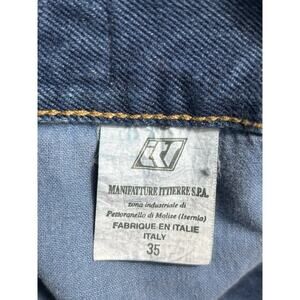 MANIFATTURE ITTIERRE S.P.A.
zona industriale di
Pettoranello di Molise (Isernia)
FABRIQUE EN ITALIE
ITALY
35